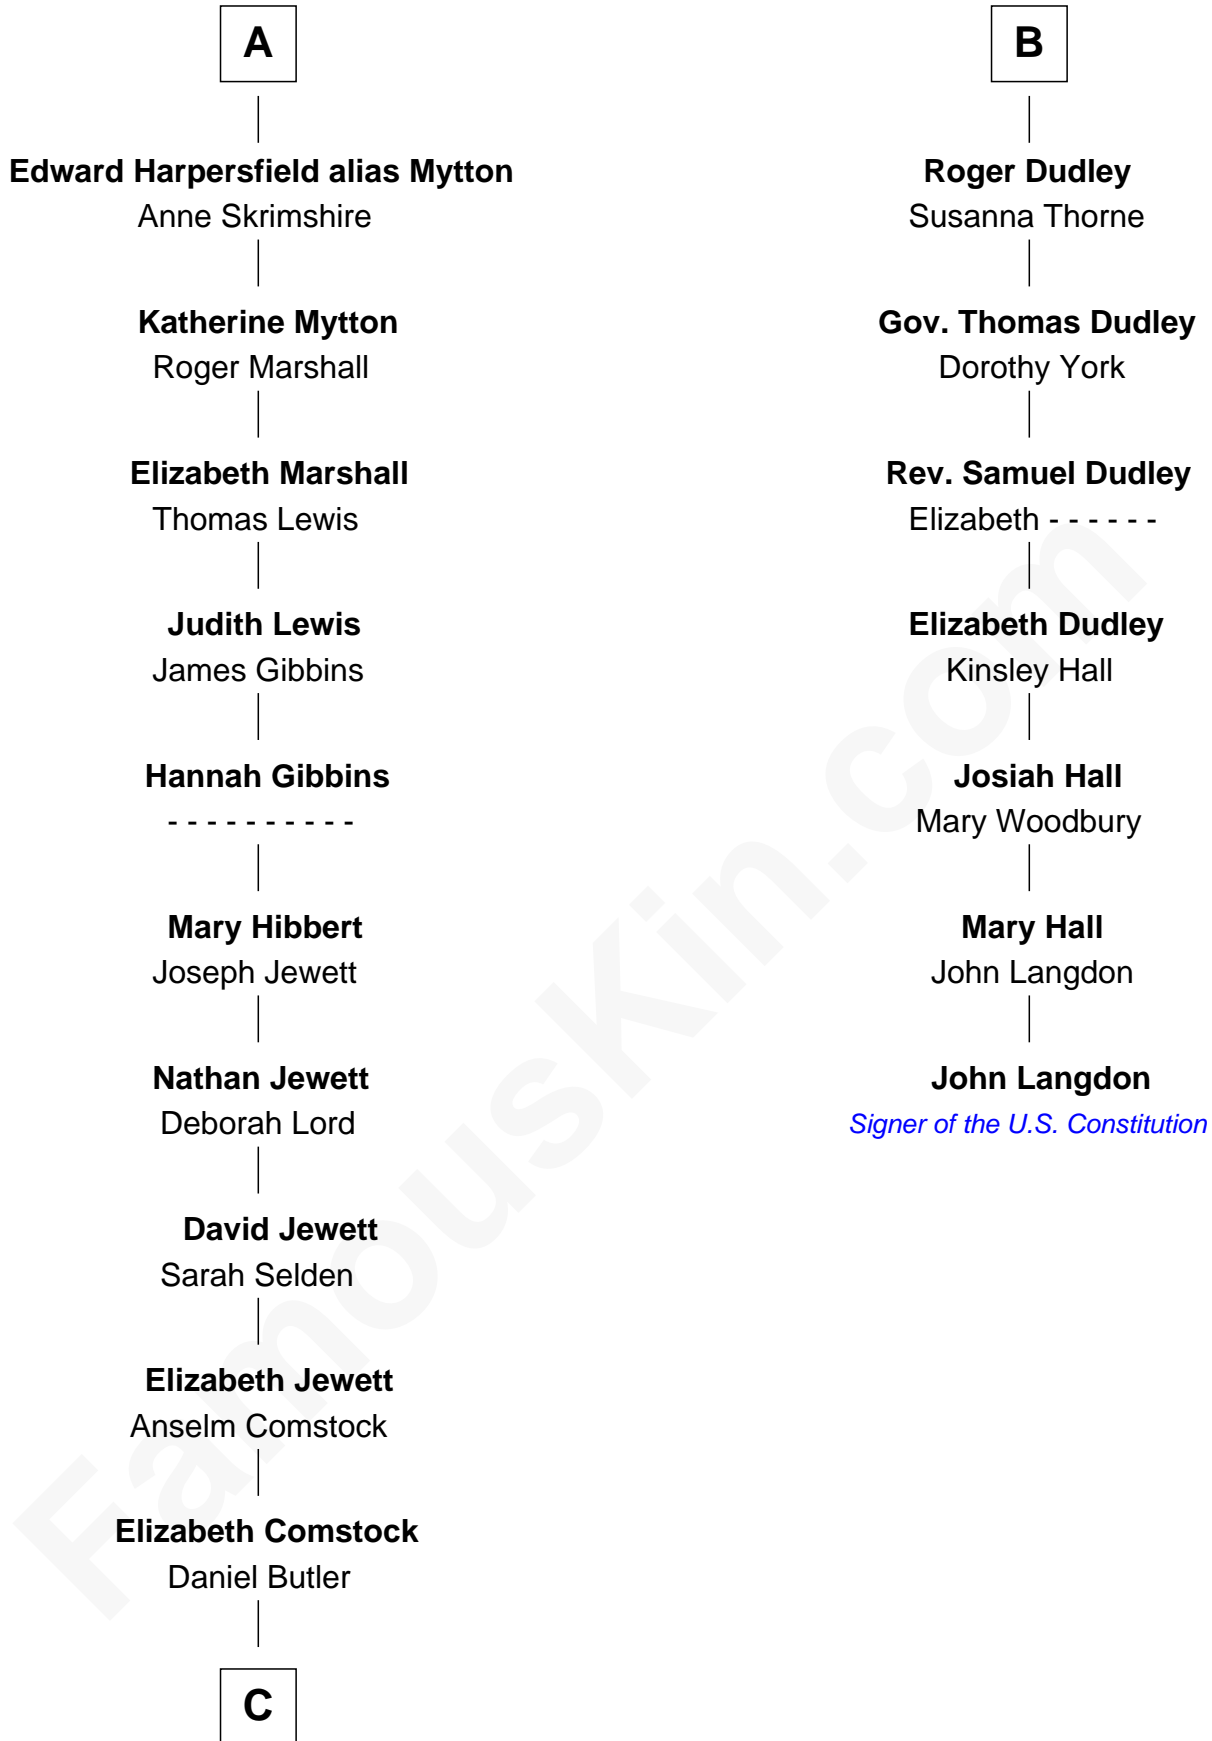 A
Edward Harpersfield alias Mytton
Anne Skrimshire
Katherine Mytton
Roger Marshall
Elizabeth Marshall
Thomas Lewis
Judith Lewis
James Gibbins
Hannah Gibbins
- - - - - - - - - -
Mary Hibbert
Joseph Jewett
Nathan Jewett
Deborah Lord
David Jewett
Sarah Selden
Elizabeth Jewett
Anselm Comstock
Elizabeth Comstock
Daniel Butler
C
B
Roger Dudley
Susanna Thorne
Gov. Thomas Dudley
Dorothy York
Rev. Samuel Dudley
Elizabeth - - - - - -
Elizabeth Dudley
Kinsley Hall
Josiah Hall
Mary Woodbury
Mary Hall
John Langdon
John Langdon
Signer of the U.S. Constitution
FamousKin.com